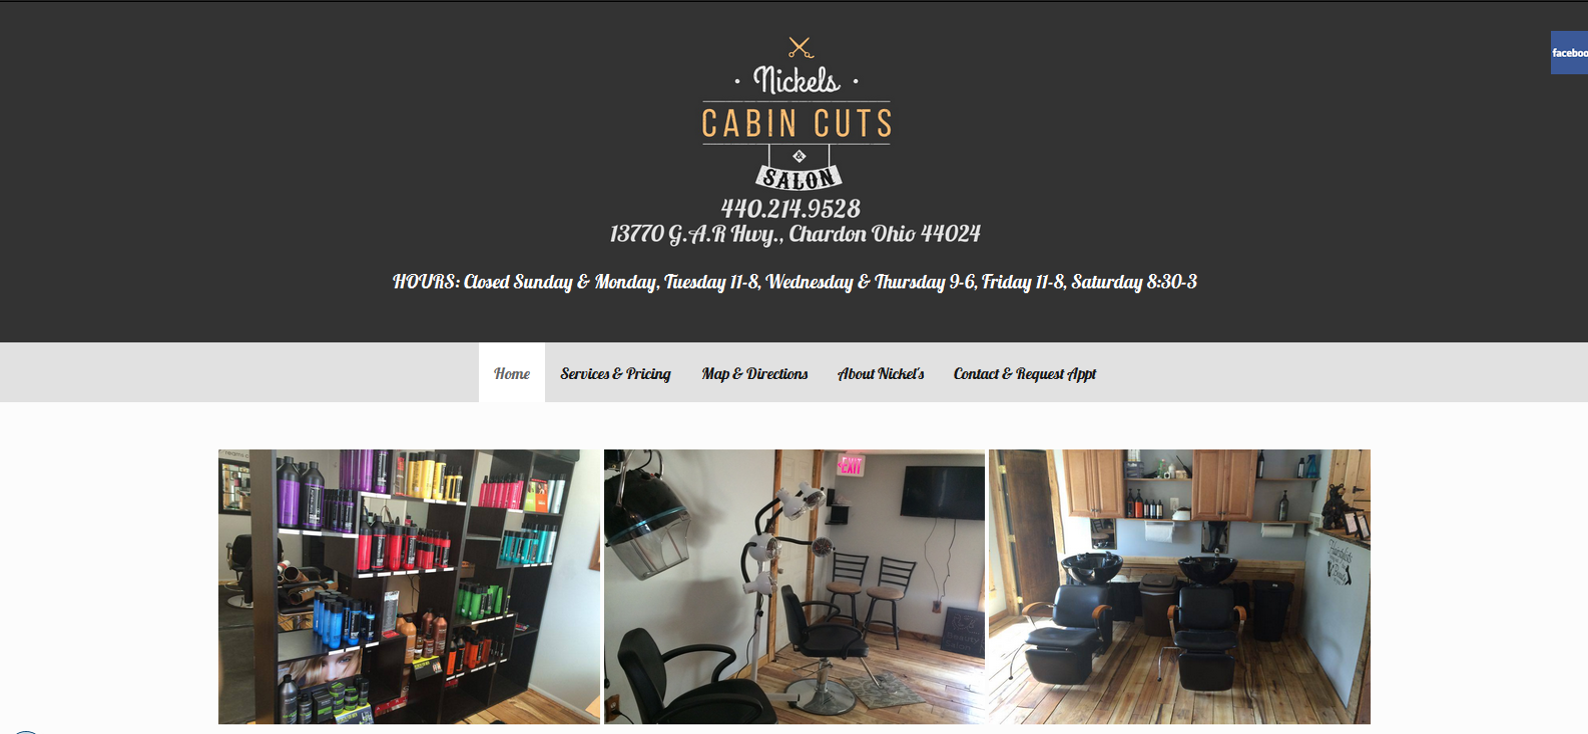 Nickels
CABIN CUTS
&
SALON
440.214.9528
13770 G.A.R Hwy., Chardon Ohio 44024
HOURS: Closed Sunday & Monday, Tuesday 11-8, Wednesday & Thursday 9-6, Friday 11-8, Saturday 8:30-3
Home Services & Pricing Map & Directions About Nickel's Contact & Request Appt
EXIT